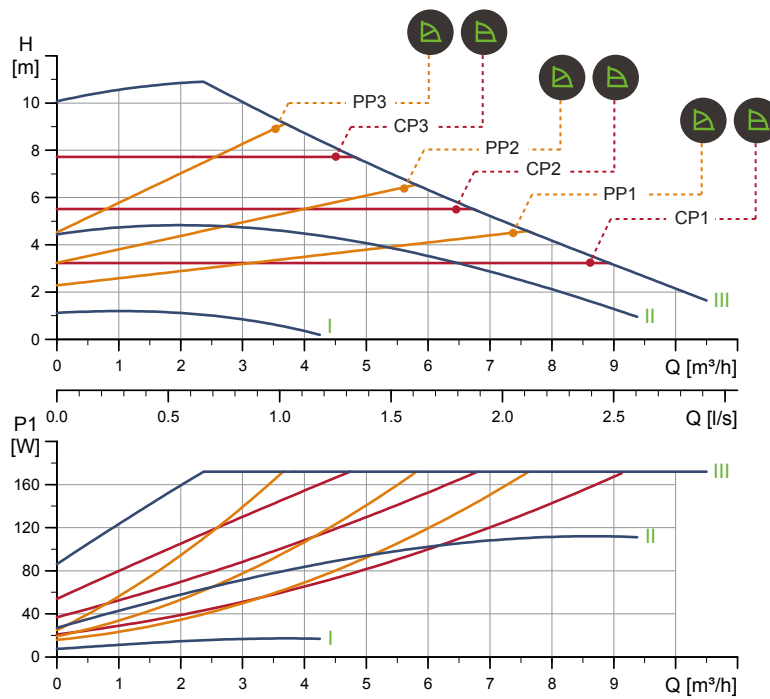 H
[m]
10
8
6
4
2
0
PP3
CP3
PP2
CP2
PP1
CP1
III
II
I
0 1 2 3 4 5 6 7 8 9 Q [m³/h]
0.0 0.5 1.0 1.5 2.0 2.5 Q [l/s]
P1
[W]
160
120
80
40
0
III
II
I
0 1 2 3 4 5 6 7 8 9 Q [m³/h]